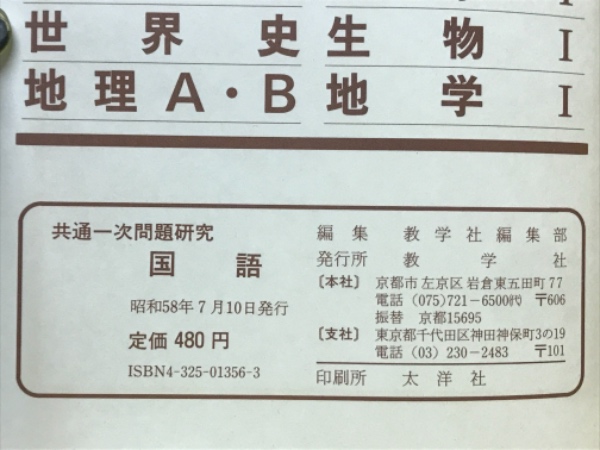 世界史 生物 I
地理A・B 地学 I
共通一次問題研究
国語
昭和58年7月10日発行
定価 480 円
ISBN4-325-01356-3
編集 教学社編集部
発行所 教学社
〔本社〕 京都市左京区岩倉東五田町77
電話 (075)721-6500㈹ 〒606
振替 京都15695
〔支社〕 東京都千代田区神田神保町3の19
電話 (03) 230-2483 〒101
印刷所 太洋社